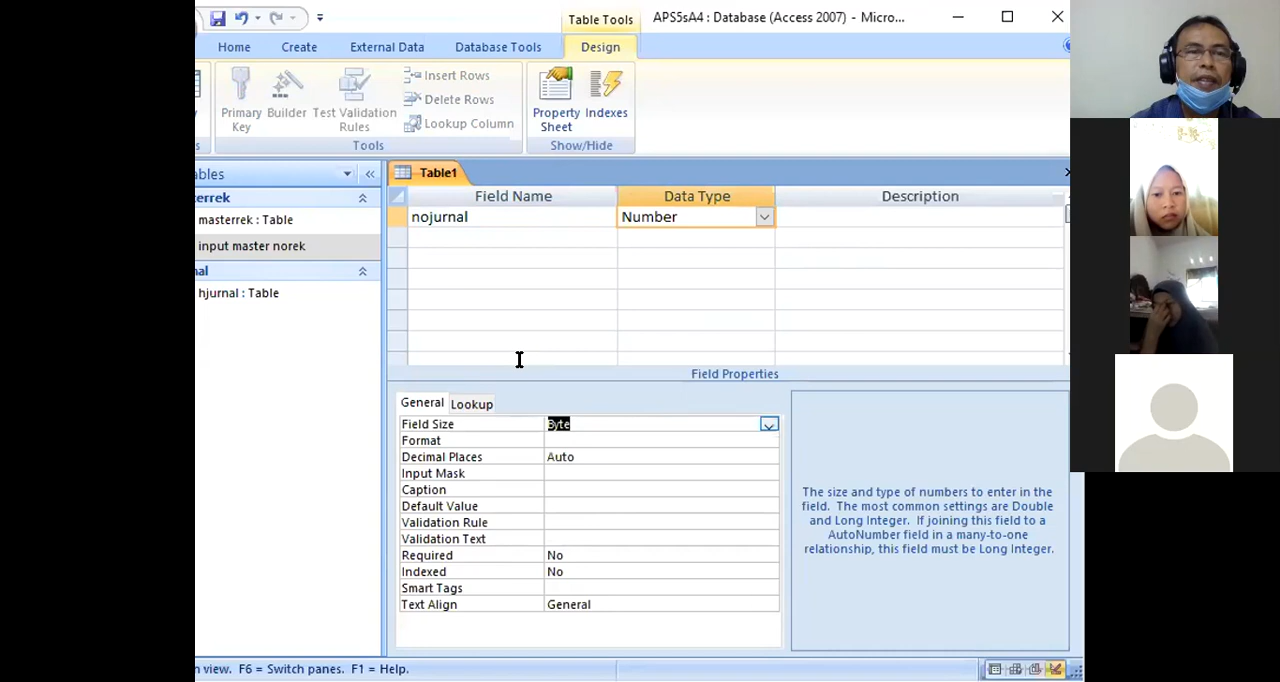 Table Tools
APS5sA4 : Database (Access 2007) - Micro...
Home Create External Data Database Tools Design
Primary Key
Builder
Test Validation Rules
Insert Rows
Delete Rows
Lookup Column
Property Sheet
Indexes
s Tools Show/Hide
ables «
terrek
masterrek : Table
input master norek
nal
hjurnal : Table
Table1
Field Name Data Type Description
nojurnal Number
Field Properties
General Lookup
Field Size Byte
Format
Decimal Places Auto
Input Mask
Caption
Default Value
Validation Rule
Validation Text
Required No
Indexed No
Smart Tags
Text Align General
The size and type of numbers to enter in the
field. The most common settings are Double
and Long Integer. If joining this field to a
AutoNumber field in a many-to-one
relationship, this field must be Long Integer.
n view. F6 = Switch panes. F1 = Help.